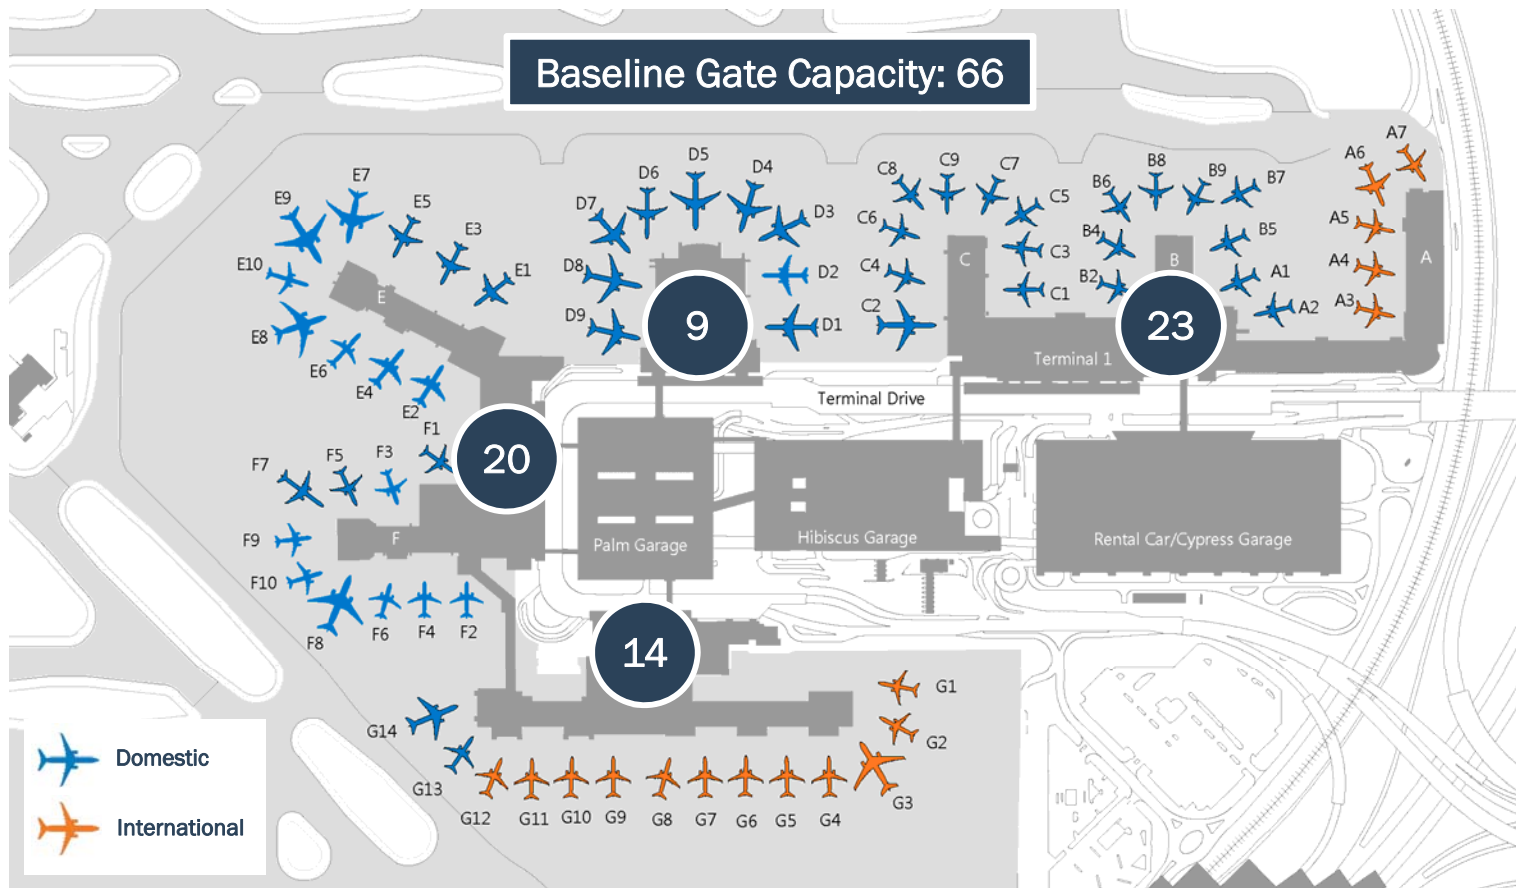 Baseline Gate Capacity: 66
A7
A6
D5
D6
D4
C8
C9
C7
B8
B6
B9
B7
E7
E9
E5
D7
D3
C5
C6
A5
E3
B4
B5
E10
E1
D8
D2
C4
C3
C
B
A
A4
E
B2
A1
D9
D1
C2
C1
A2
A3
9
23
E8
E6
Terminal 1
E4
E2
Terminal Drive
F1
20
F7
F5
F3
F9
F
Palm Garage
Hibiscus Garage
Rental Car/Cypress Garage
F10
F8
F6
F4
F2
14
G1
G14
G2
G13
G3
G12
G11
G10
G9
G8
G7
G6
G5
G4
Domestic
International